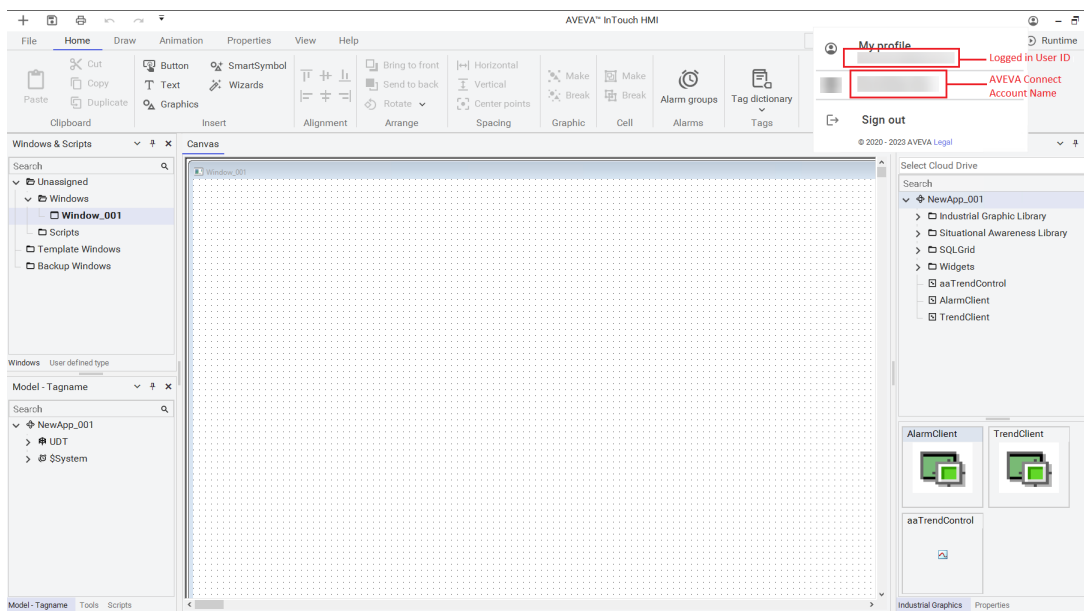 AVEVA™ InTouch HMI
File Home Draw Animation Properties View Help
Runtime
My profile
Logged in User ID
AVEVA Connect
Account Name
Sign out
© 2020 - 2023 AVEVA Legal
Paste
Cut
Copy
Duplicate
Clipboard
Button
Text
Graphics
SmartSymbol
Wizards
Insert
Alignment
Bring to front
Send to back
Rotate
Arrange
Horizontal
Vertical
Center points
Spacing
Make
Break
Graphic
Make
Break
Cell
Alarm groups
Alarms
Tag dictionary
Tags
Windows & Scripts
Search
Unassigned
Windows
Window_001
Scripts
Template Windows
Backup Windows
Windows User defined type
Model - Tagname
Search
NewApp_001
UDT
$System
Model - Tagname Tools Scripts
Canvas
Window_001
Select Cloud Drive
Search
NewApp_001
Industrial Graphic Library
Situational Awareness Library
SQLGrid
Widgets
aaTrendControl
AlarmClient
TrendClient
AlarmClient
TrendClient
aaTrendControl
Industrial Graphics Properties